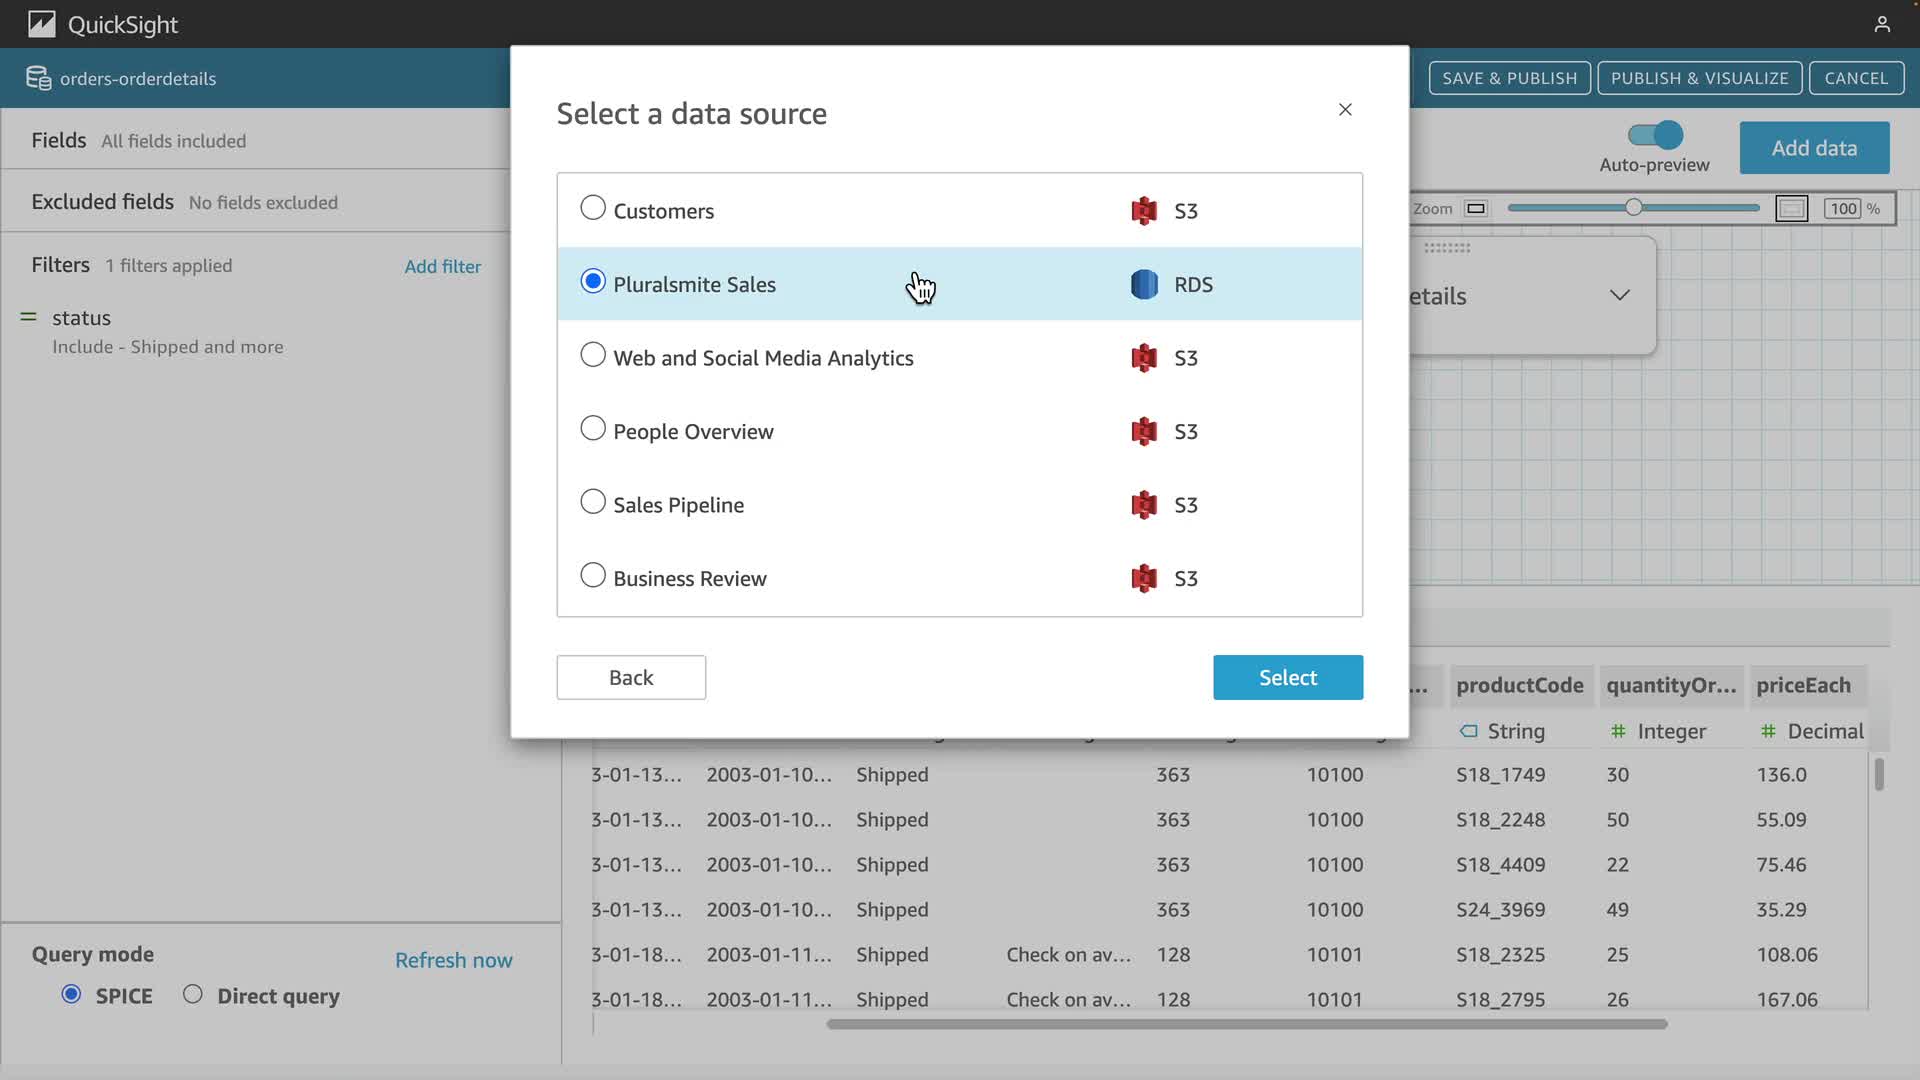 QuickSight
orders-orderdetails
SAVE & PUBLISH
PUBLISH & VISUALIZE
CANCEL
Fields All fields included
Excluded fields No fields excluded
Filters 1 filters applied Add filter
status
Include - Shipped and more
Query mode
Refresh now
SPICE Direct query
Select a data source
Customers S3
Pluralsmite Sales RDS
Web and Social Media Analytics S3
People Overview S3
Sales Pipeline S3
Business Review S3
Back Select
Auto-preview
Add data
Zoom 100 %
etails
... productCode quantityOr... priceEach
String Integer Decimal
3-01-13... 2003-01-10... Shipped 363 10100 S18_1749 30 136.0
3-01-13... 2003-01-10... Shipped 363 10100 S18_2248 50 55.09
3-01-13... 2003-01-10... Shipped 363 10100 S18_4409 22 75.46
3-01-13... 2003-01-10... Shipped 363 10100 S24_3969 49 35.29
3-01-18... 2003-01-11... Shipped Check on av... 128 10101 S18_2325 25 108.06
3-01-18... 2003-01-11... Shipped Check on av... 128 10101 S18_2795 26 167.06